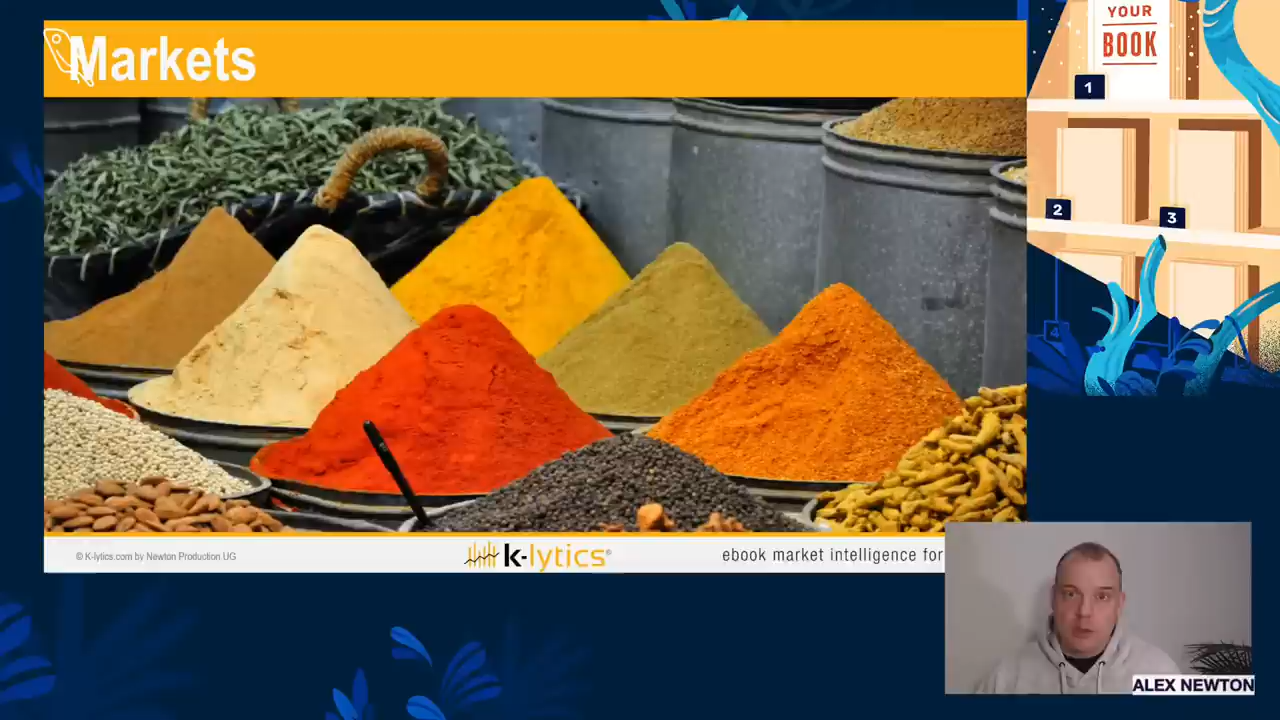 Markets
YOUR
BOOK
1
2
3
4
© K-lytics.com by Newton Production UG
k-lytics®
ebook market intelligence for
ALEX NEWTON